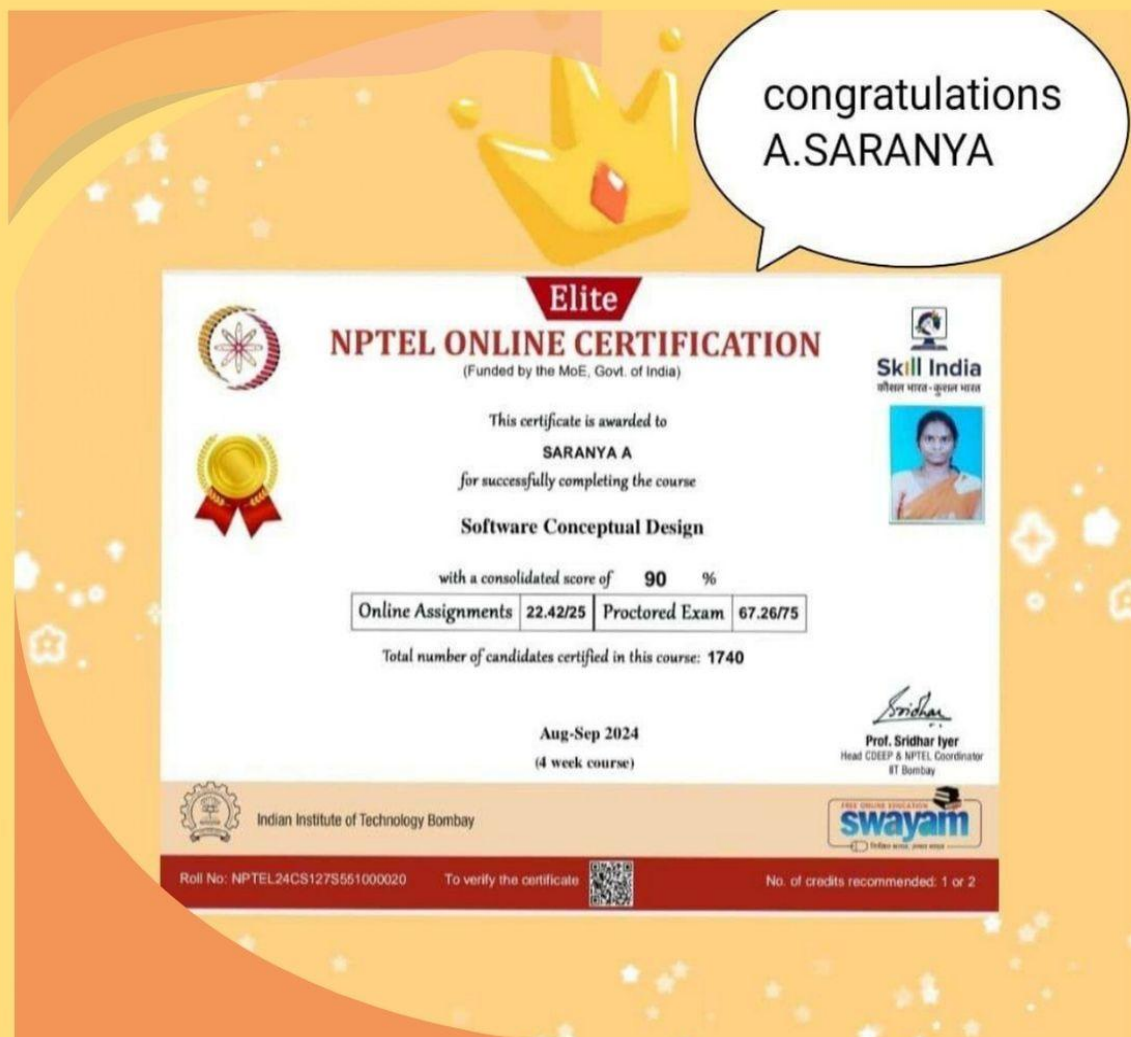 congratulations
A.SARANYA
Elite
NPTEL ONLINE CERTIFICATION
(Funded by the MoE, Govt. of India)
Skill India
कौशल भारत-कुशल भारत
This certificate is awarded to
SARANYA A
for successfully completing the course
Software Conceptual Design
with a consolidated score of 90 %
Online Assignments 22.42/25 Proctored Exam 67.26/75
Total number of candidates certified in this course: 1740
Aug-Sep 2024
(4 week course)
Sridhar
Prof. Sridhar Iyer
Head CDEEP & NPTEL Coordinator
IIT Bombay
Indian Institute of Technology Bombay
FREE ONLINE EDUCATION
swayam
Roll No: NPTEL24CS127S551000020 To verify the certificate No. of credits recommended: 1 or 2